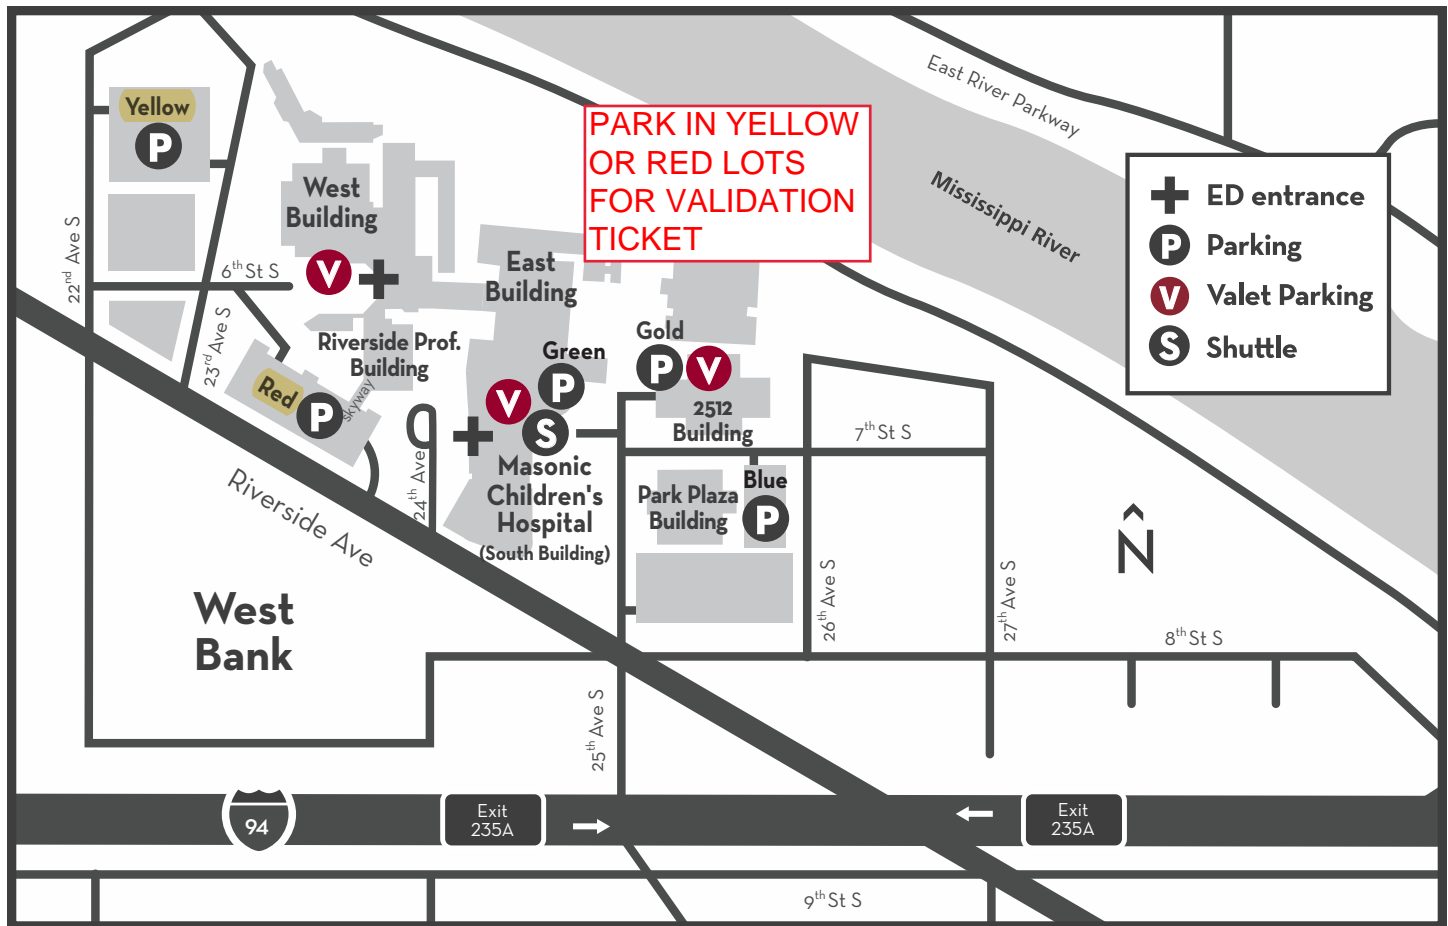 East River Parkway
Mississippi River
Yellow
P
PARK IN YELLOW
OR RED LOTS
FOR VALIDATION
TICKET
ED entrance
P
Parking
V
Valet Parking
S
Shuttle
West
Building
22nd Ave S
6th St S
V
East
Building
23rd Ave S
Riverside Prof.
Building
Gold
P
V
Green
P
2512
Building
Red
P
skyway
V
S
24th Ave
7th St S
Masonic
Children's
Hospital
(South Building)
Park Plaza
Building
Blue
P
Riverside Ave
N
West
Bank
26th Ave S
27th Ave S
8th St S
25th Ave S
94
Exit
235A
Exit
235A
9th St S